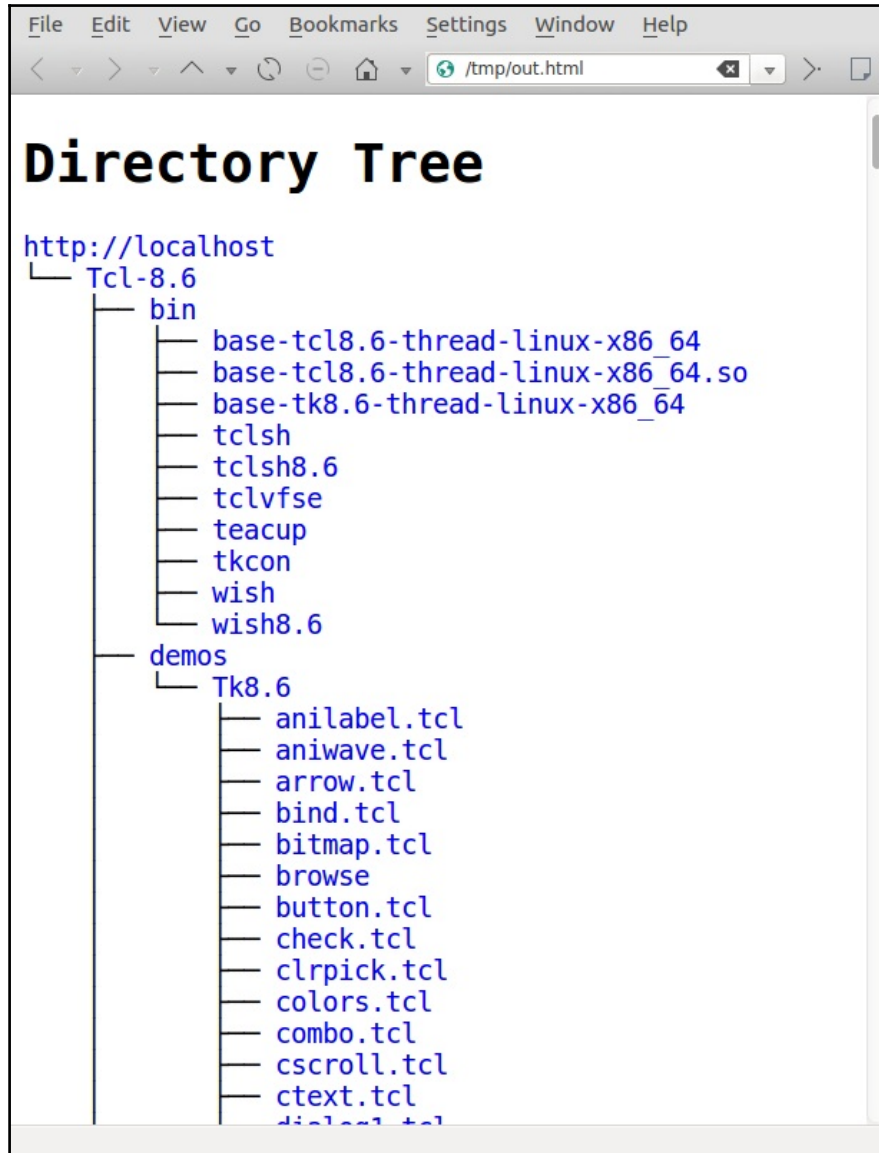 File Edit View Go Bookmarks Settings Window Help
/tmp/out.html
Directory Tree
http://localhost
└── Tcl-8.6
    ├── bin
    │   ├── base-tcl8.6-thread-linux-x86_64
    │   ├── base-tcl8.6-thread-linux-x86_64.so
    │   ├── base-tk8.6-thread-linux-x86_64
    │   ├── tclsh
    │   ├── tclsh8.6
    │   ├── tclvfse
    │   ├── teacup
    │   ├── tkcon
    │   ├── wish
    │   └── wish8.6
    ├── demos
    │   └── Tk8.6
    │       ├── anilabel.tcl
    │       ├── aniwave.tcl
    │       ├── arrow.tcl
    │       ├── bind.tcl
    │       ├── bitmap.tcl
    │       ├── browse
    │       ├── button.tcl
    │       ├── check.tcl
    │       ├── clrpick.tcl
    │       ├── colors.tcl
    │       ├── combo.tcl
    │       ├── cscroll.tcl
    │       ├── ctext.tcl
    │       ├── dialog1.tcl